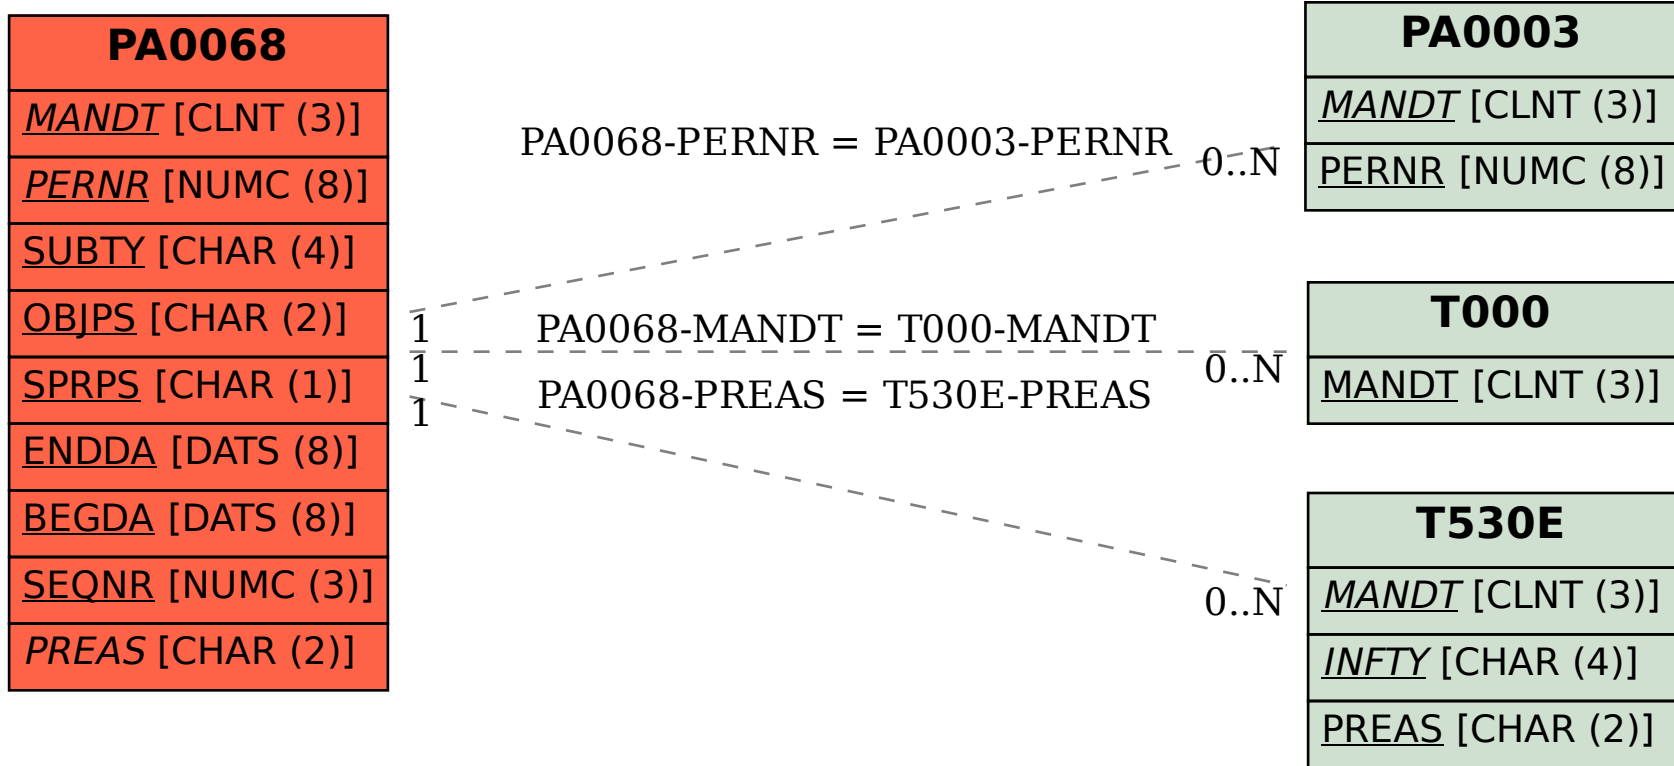 PA0068
MANDT [CLNT (3)]
PERNR [NUMC (8)]
SUBTY [CHAR (4)]
OBJPS [CHAR (2)]
SPRPS [CHAR (1)]
ENDDA [DATS (8)]
BEGDA [DATS (8)]
SEQNR [NUMC (3)]
PREAS [CHAR (2)]
PA0068-PERNR = PA0003-PERNR
0..N
1
PA0068-MANDT = T000-MANDT
1
0..N
PA0068-PREAS = T530E-PREAS
1
0..N
PA0003
MANDT [CLNT (3)]
PERNR [NUMC (8)]
T000
MANDT [CLNT (3)]
T530E
MANDT [CLNT (3)]
INFTY [CHAR (4)]
PREAS [CHAR (2)]